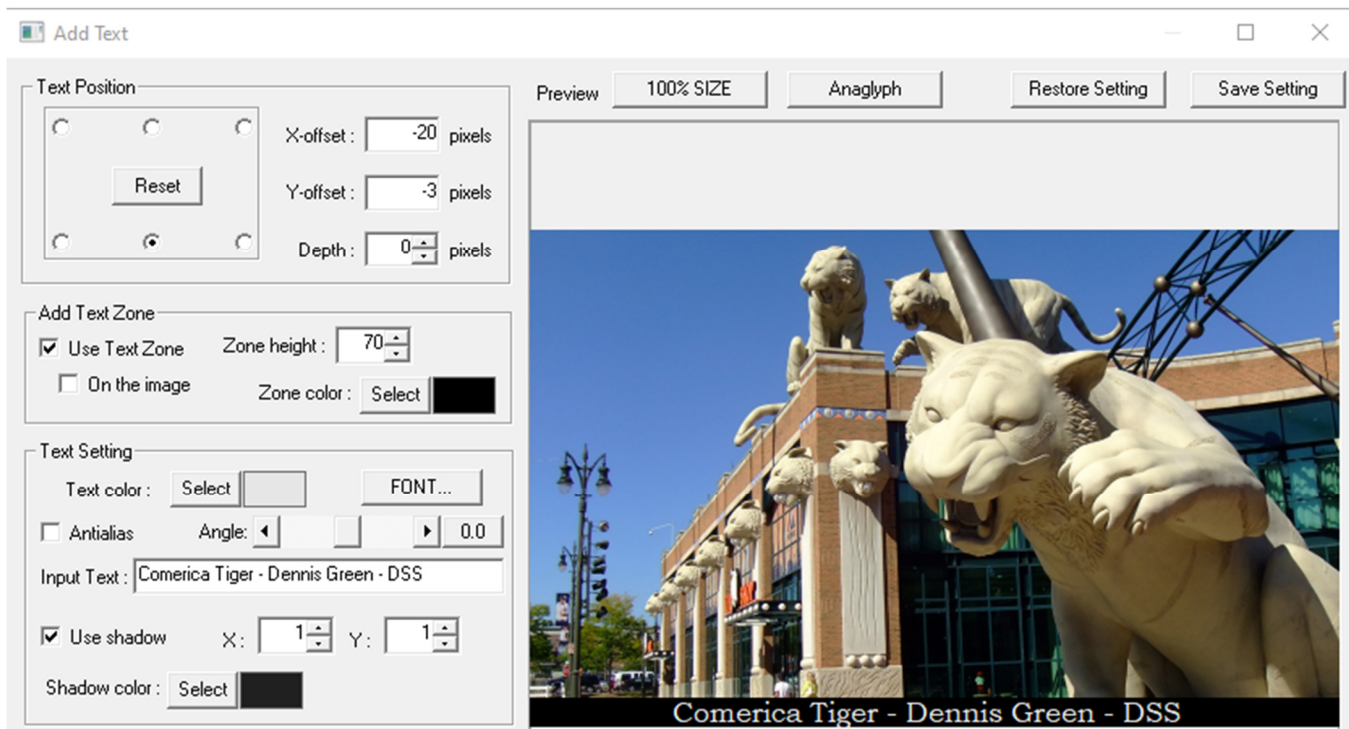 Add Text
Text Position
X-offset : -20 pixels
Reset
Y-offset : -3 pixels
Depth : 0 pixels
Add Text Zone
Use Text Zone Zone height : 70
On the image
Zone color : Select
Text Setting
Text color : Select FONT...
Antialias Angle: 0.0
Input Text : Comerica Tiger - Dennis Green - DSS
Use shadow X: 1 Y: 1
Shadow color : Select
Preview 100% SIZE Anaglyph Restore Setting Save Setting
Comerica Tiger - Dennis Green - DSS